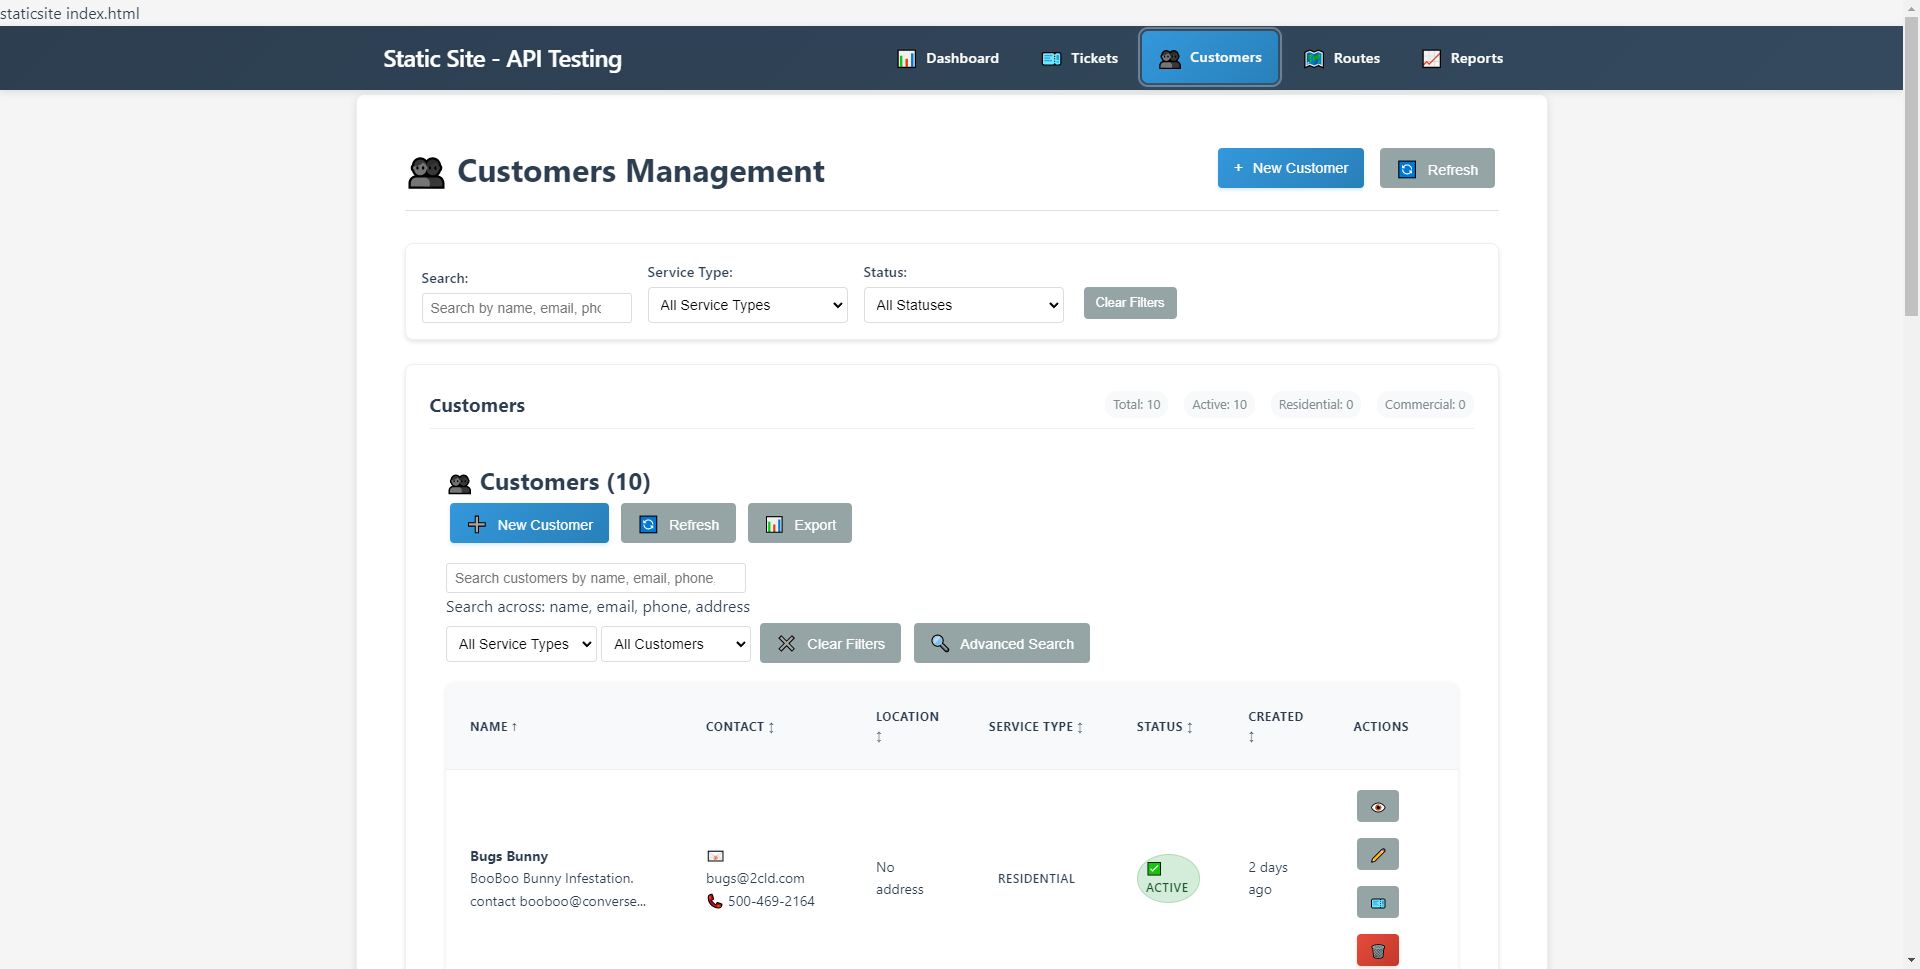 staticsite index.html
Static Site - API Testing
Dashboard
Tickets
Customers
Routes
Reports
Customers Management
+ New Customer
Refresh
Search:
Search by name, email, pho
Service Type:
All Service Types
Status:
All Statuses
Clear Filters
Customers
Total: 10
Active: 10
Residential: 0
Commercial: 0
Customers (10)
New Customer
Refresh
Export
Search customers by name, email, phone,
Search across: name, email, phone, address
All Service Types
All Customers
Clear Filters
Advanced Search
NAME ↑
CONTACT ↕
LOCATION ↕
SERVICE TYPE ↕
STATUS ↕
CREATED ↕
ACTIONS
Bugs Bunny
BooBoo Bunny Infestation.
contact booboo@converse...
bugs@2cld.com
500-469-2164
No
address
RESIDENTIAL
ACTIVE
2 days
ago